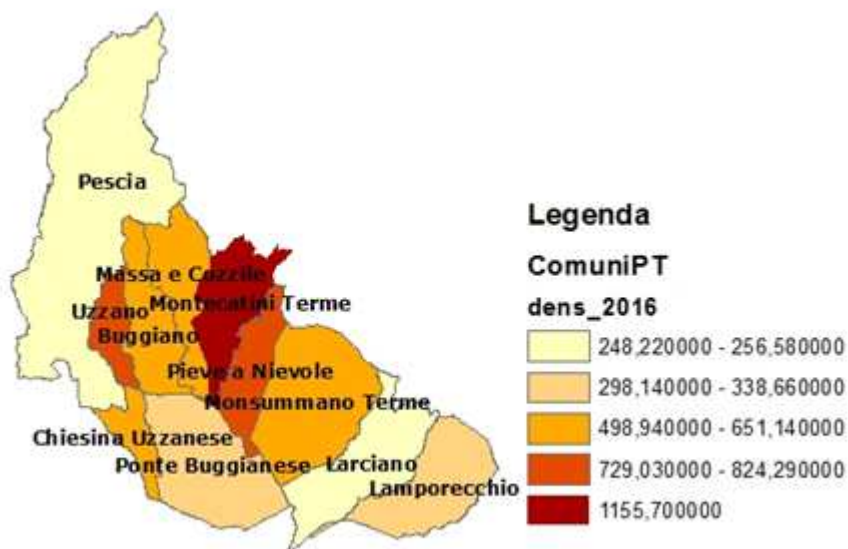 Pescia
Massa e Cozzile
Montecatini Terme
Uzzano
Buggiano
Pieve a Nievole
Monsummano Terme
Chiesina Uzzanese
Ponte Buggianese
Larciano
Lamporecchio
Legenda
ComuniPT
dens_2016
248,220000 - 256,580000
298,140000 - 338,660000
498,940000 - 651,140000
729,030000 - 824,290000
1155,700000